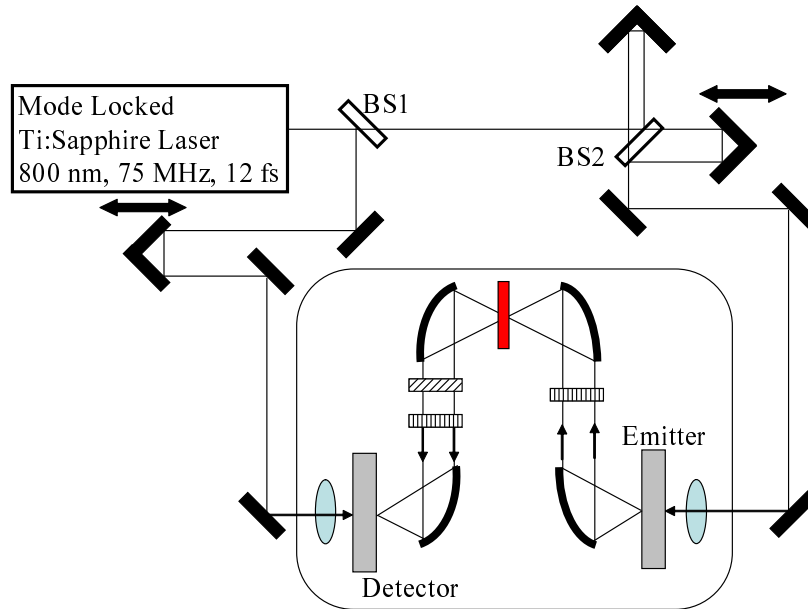 BS1
Mode Locked
Ti:Sapphire Laser
800 nm, 75 MHz, 12 fs
BS2
Emitter
Detector